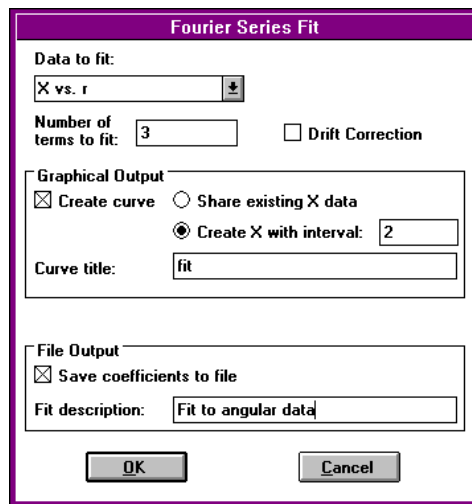 Fourier Series Fit
Data to fit:
X vs. r
Number of
terms to fit: 3 Drift Correction
Graphical Output
Create curve Share existing X data
Create X with interval: 2
Curve title: fit
File Output
Save coefficients to file
Fit description: Fit to angular data
OK Cancel